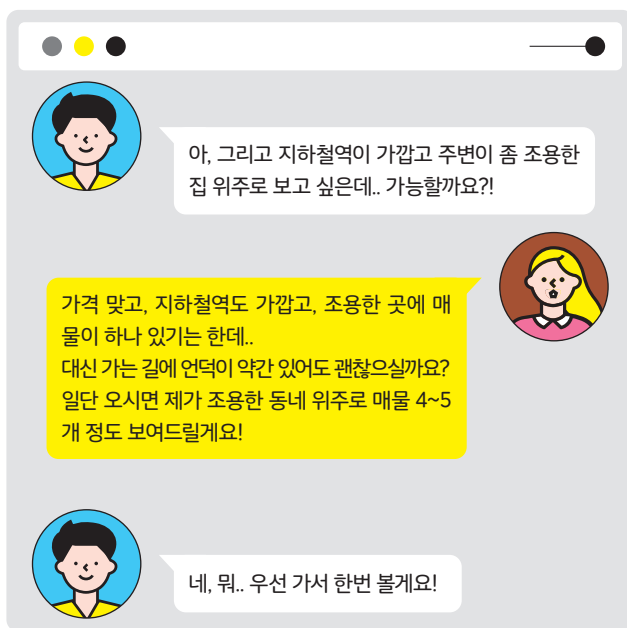 아, 그리고 지하철역이 가깝고 주변이 좀 조용한
집 위주로 보고 싶은데.. 가능할까요?!
가격 맞고, 지하철역도 가깝고, 조용한 곳에 매
물이 하나 있기는 한데..
대신 가는 길에 언덕이 약간 있어도 괜찮으실까요?
일단 오시면 제가 조용한 동네 위주로 매물 4~5
개 정도 보여드릴게요!
네, 뭐.. 우선 가서 한번 볼게요!